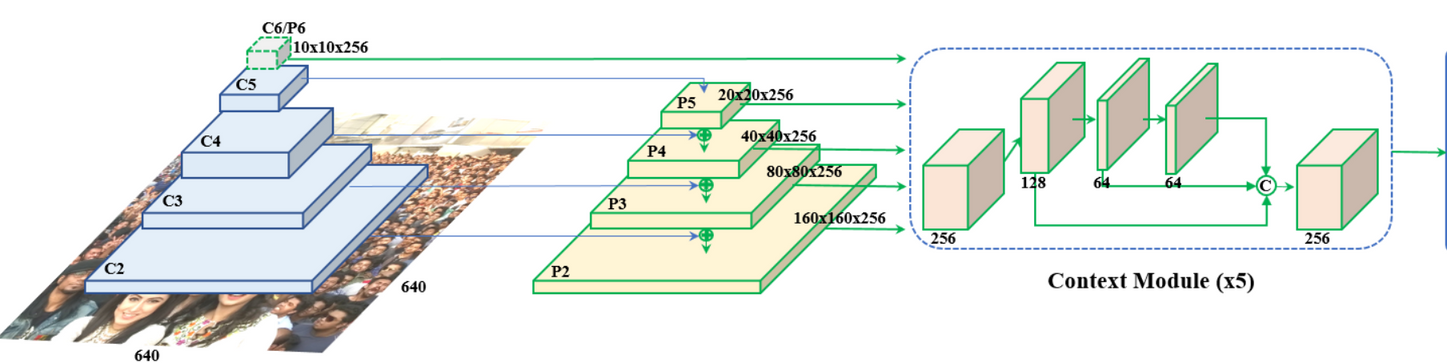 C6/P6
10x10x256
C5
C4
C3
C2
640
640
P5
20x20x256
P4
40x40x256
P3
80x80x256
P2
160x160x256
256
128
64
64
C
256
Context Module (x5)